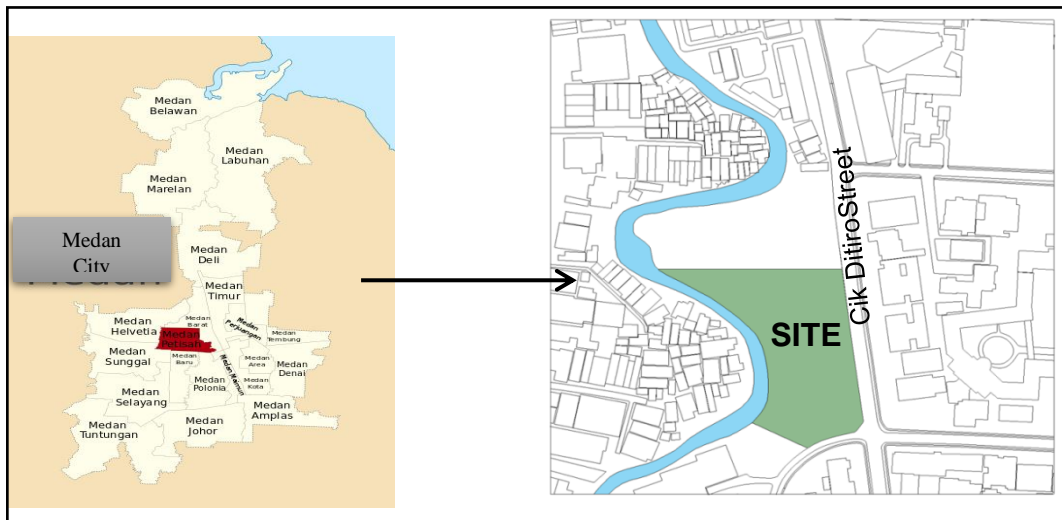 Medan
Belawan
Medan
Labuhan
Medan
Marelan
Medan
City
Medan
Deli
Medan
Timur
Medan
Helvetia
Medan
Barat
Medan
Perjuangan
Medan
Tembung
Medan
Petisah
Medan
Sunggal
Medan
Baru
Medan Maimun
Medan
Area
Medan
Denai
Medan
Polonia
Medan
Kota
Medan
Selayang
Medan
Amplas
Medan
Tuntungan
Medan
Johor
Cik DitiroStreet
SITE